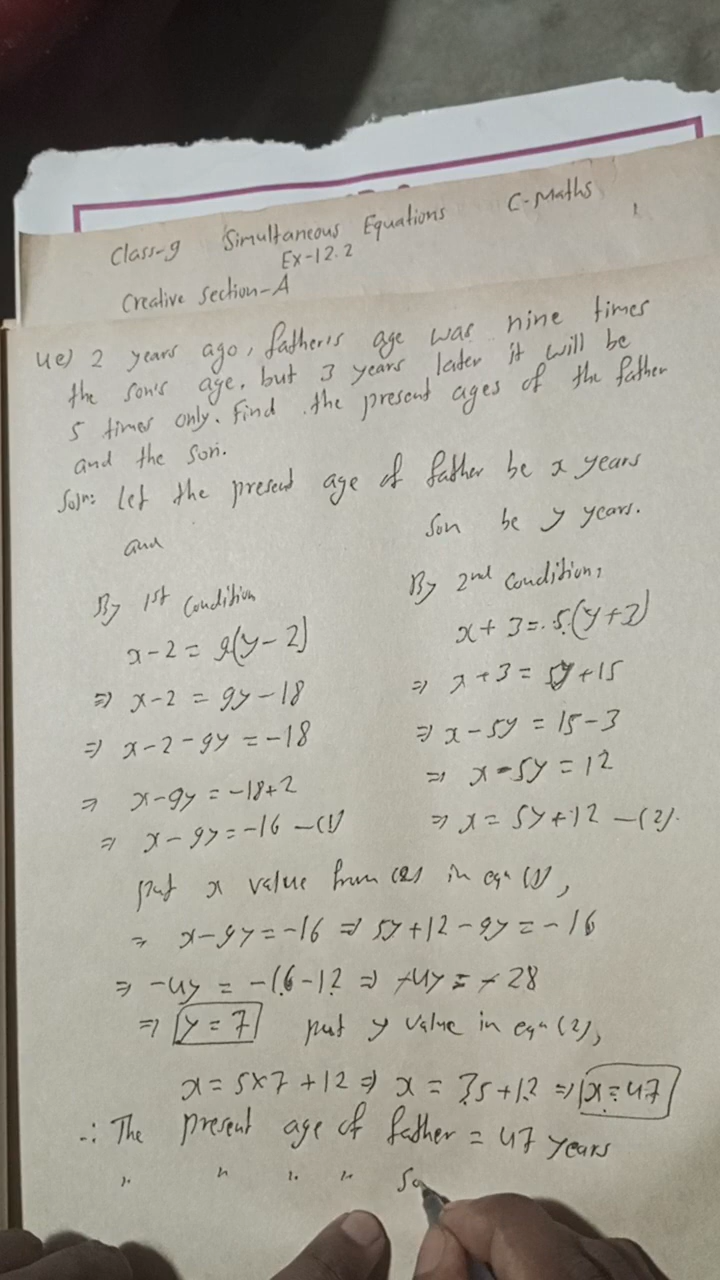 Class-9 Simultaneous Equations C-Maths
Ex-12.2
Creative section-A
4e) 2 years ago, father's age was nine times
the son's age, but 3 years later it will be
5 times only. Find the present ages of the father
and the son.
Soln: Let the present age of father be x years
and son be y years.
By 1st condition
x-2 = 9(y-2)
⇒ x-2 = 9y-18
⇒ x-2-9y = -18
⇒ x-9y = -18+2
⇒ x-9y = -16 -(1)
By 2nd condition,
x+3 = 5(y+3)
⇒ x+3 = 5y+15
⇒ x-5y = 15-3
⇒ x-5y = 12
⇒ x = 5y+12 -(2).
put x value from (2) in eqn (1),
⇒ x-9y = -16 ⇒ 5y+12-9y = -16
⇒ -4y = -16-12 ⇒ -4y = -28
⇒ y = 7 put y value in eqn (2),
x = 5x7+12 ⇒ x = 35+12 ⇒ x = 47
∴ The present age of father = 47 years
" " " " So